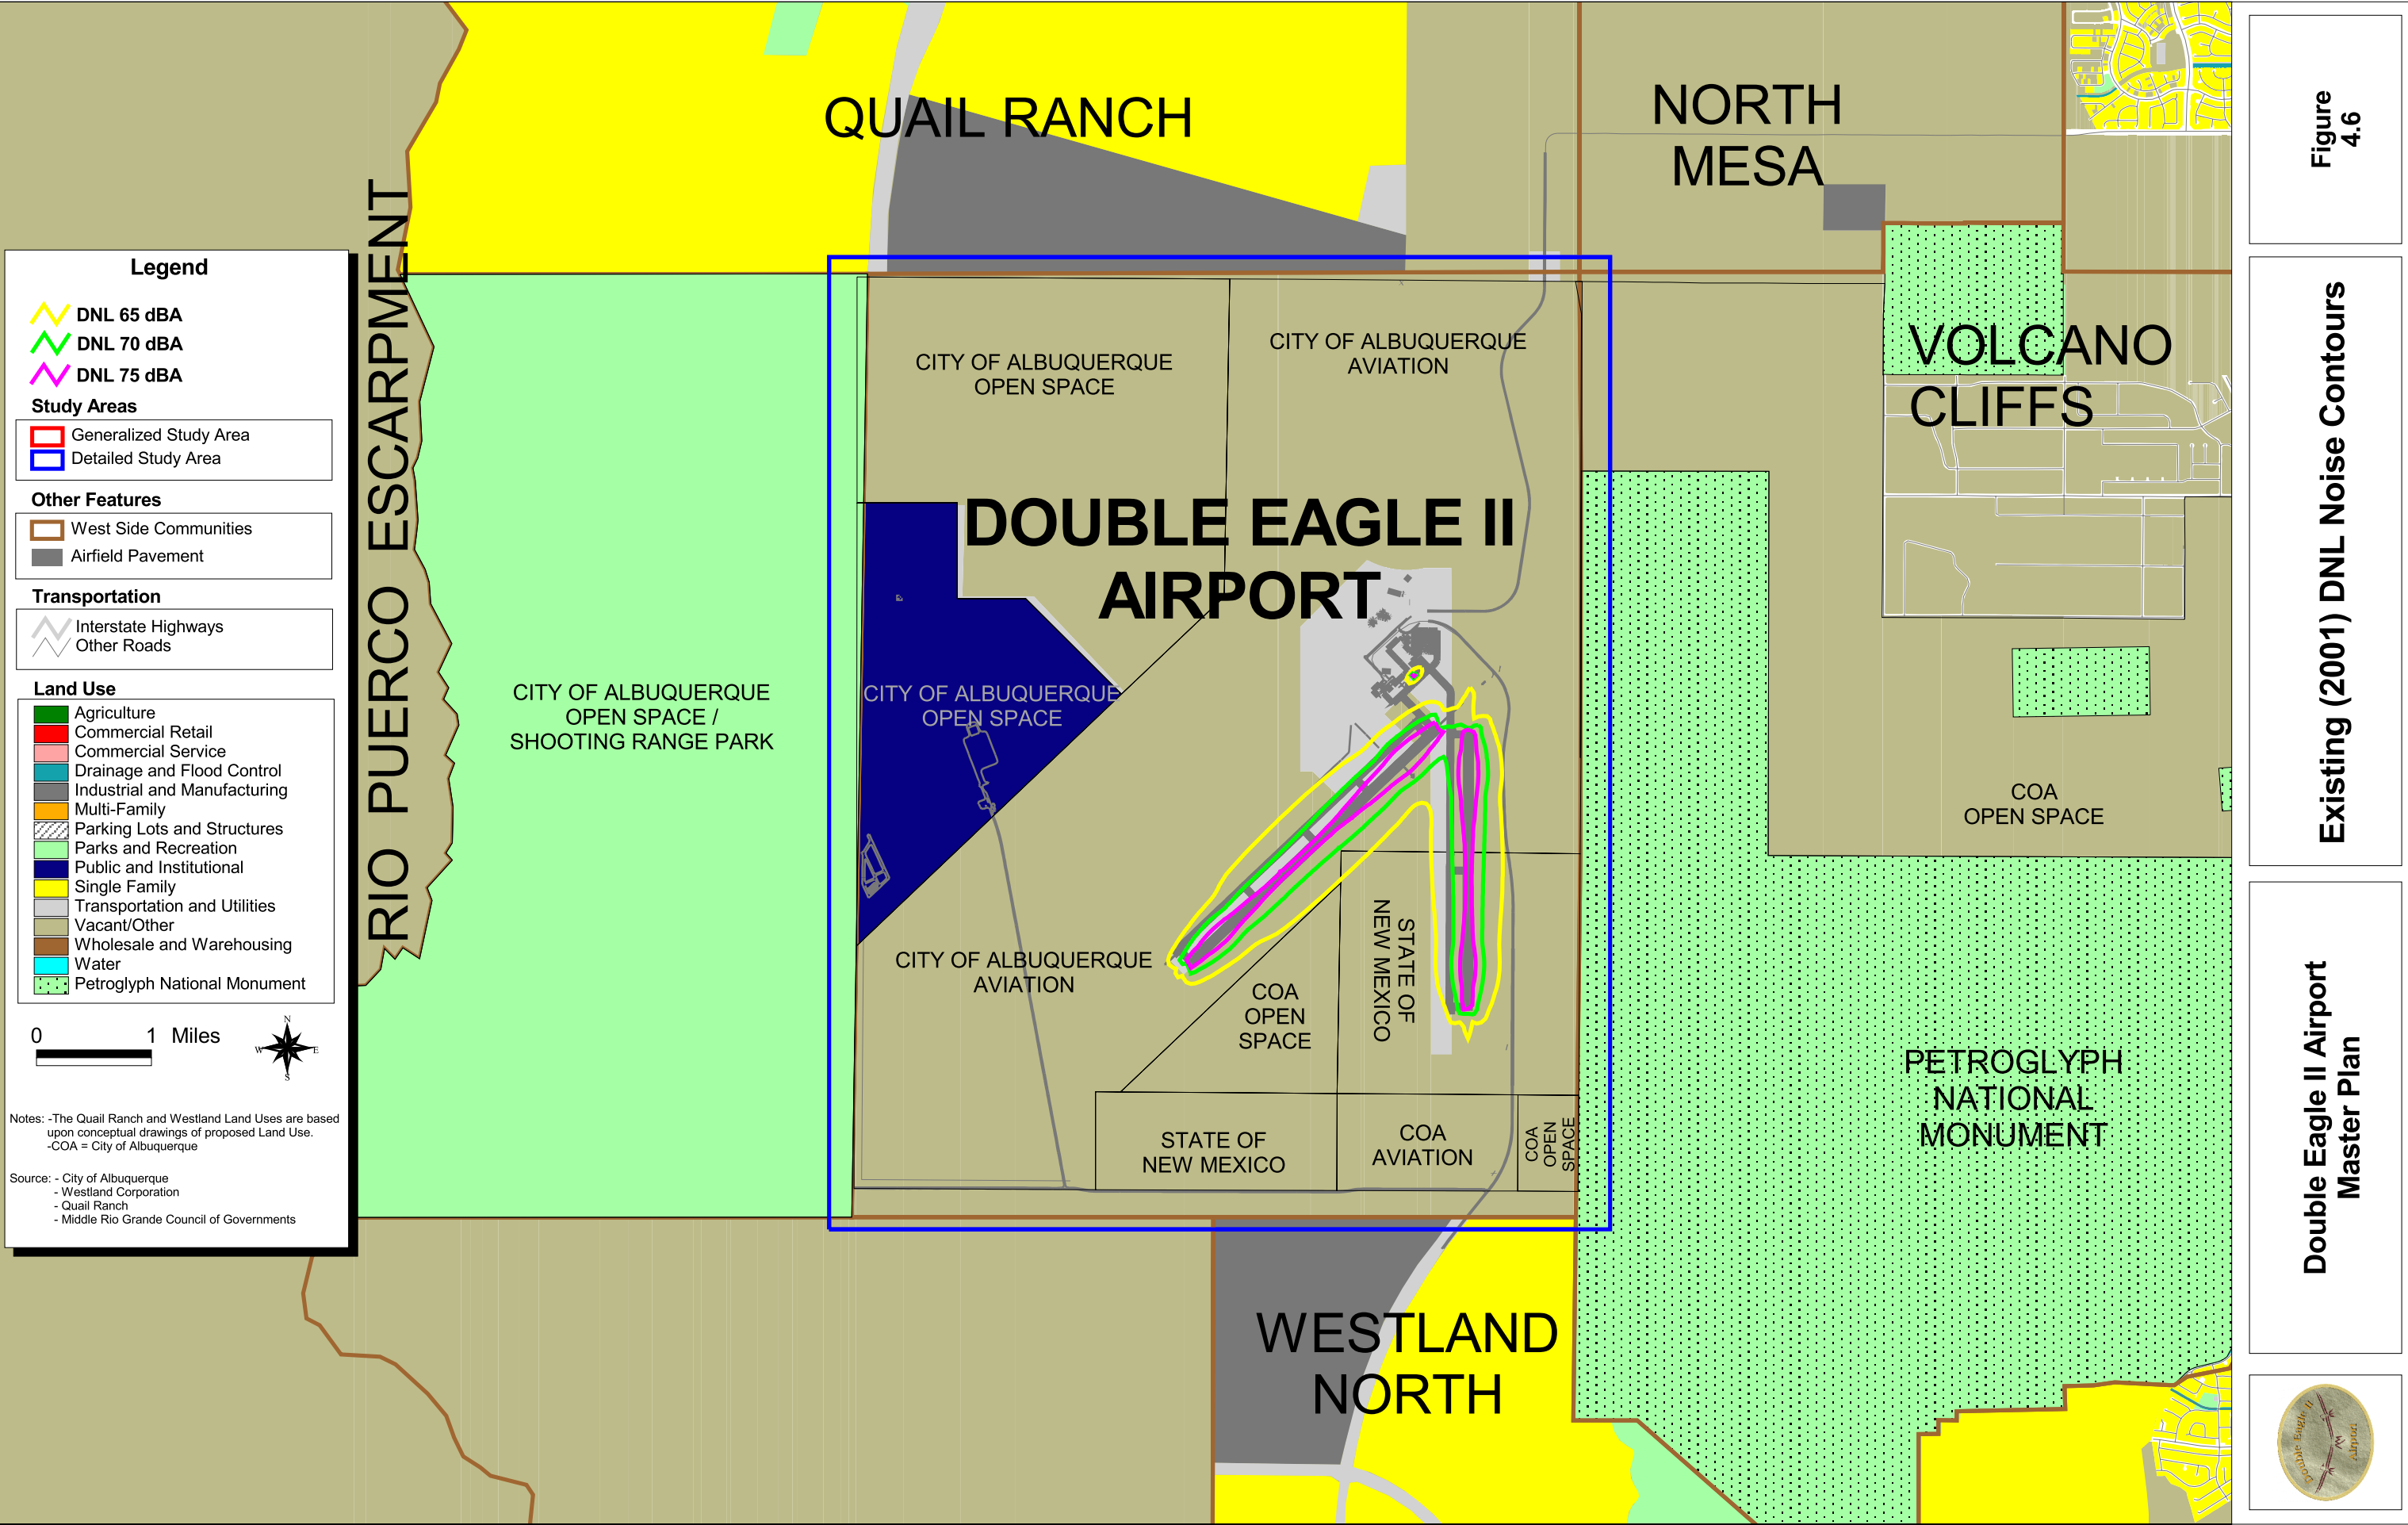 QUAIL RANCH
NORTH
MESA
RIO PUERCO ESCARPMENT
VOLCANO
CLIFFS
CITY OF ALBUQUERQUE
OPEN SPACE
CITY OF ALBUQUERQUE
AVIATION
DOUBLE EAGLE II
AIRPORT
CITY OF ALBUQUERQUE
OPEN SPACE /
SHOOTING RANGE PARK
CITY OF ALBUQUERQUE
OPEN SPACE
COA
OPEN SPACE
CITY OF ALBUQUERQUE
AVIATION
STATE OF
NEW MEXICO
COA
OPEN
SPACE
STATE OF
NEW MEXICO
COA
AVIATION
COA
OPEN
SPACE
PETROGLYPH
NATIONAL
MONUMENT
WESTLAND
NORTH
Legend
DNL 65 dBA
DNL 70 dBA
DNL 75 dBA
Study Areas
Generalized Study Area
Detailed Study Area
Other Features
West Side Communities
Airfield Pavement
Transportation
Interstate Highways
Other Roads
Land Use
Agriculture
Commercial Retail
Commercial Service
Drainage and Flood Control
Industrial and Manufacturing
Multi-Family
Parking Lots and Structures
Parks and Recreation
Public and Institutional
Single Family
Transportation and Utilities
Vacant/Other
Wholesale and Warehousing
Water
Petroglyph National Monument
0 1 Miles
N
W E
S
Notes: -The Quail Ranch and Westland Land Uses are based
upon conceptual drawings of proposed Land Use.
-COA = City of Albuquerque
Source: - City of Albuquerque
- Westland Corporation
- Quail Ranch
- Middle Rio Grande Council of Governments
Figure
4.6
Existing (2001) DNL Noise Contours
Double Eagle II Airport
Master Plan
Double Eagle II
Airport